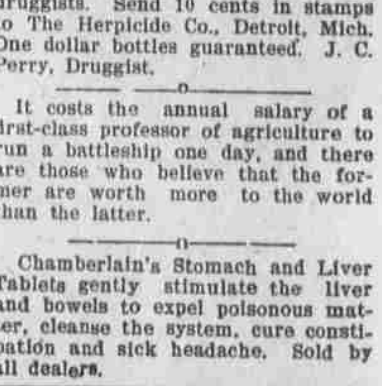 druggists. Send 10 cents in stamps
to The Herpicide Co., Detroit, Mich.
One dollar bottles guaranteed. J. C.
Perry, Druggist.
It costs the annual salary of a
first-class professor of agriculture to
run a battleship one day, and there
are those who believe that the for-
mer are worth more to the world
than the latter.
Chamberlain's Stomach and Liver
Tablets gently stimulate the liver
and bowels to expel poisonous mat-
ter, cleanse the system, cure consti-
pation and sick headache. Sold by
all dealers.